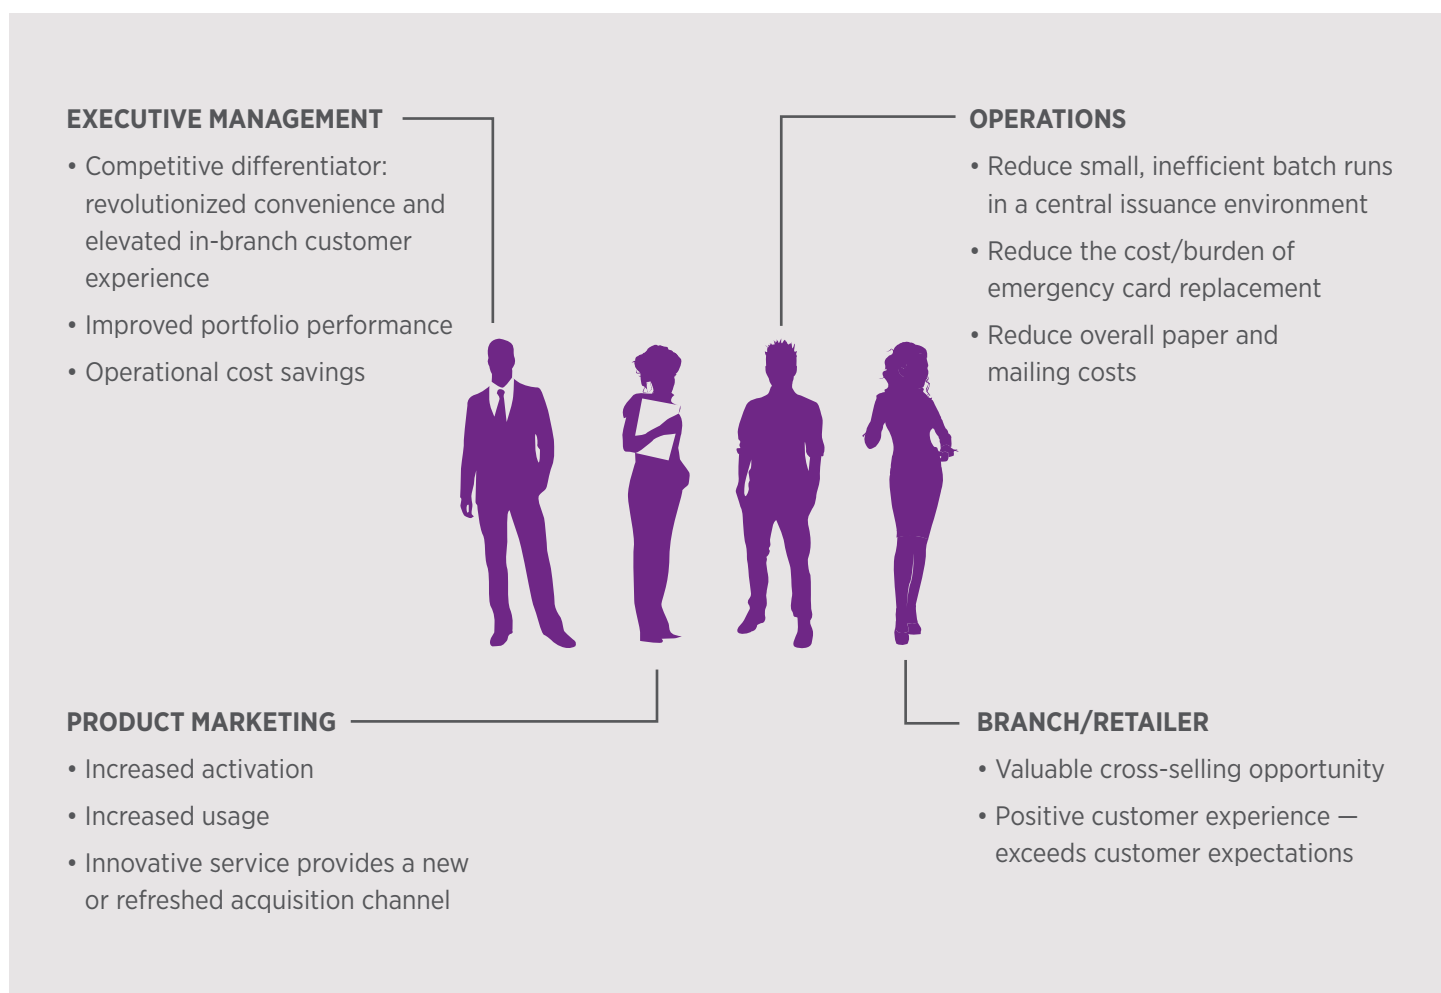 EXECUTIVE MANAGEMENT
• Competitive differentiator:
revolutionized convenience and
elevated in-branch customer
experience
• Improved portfolio performance
• Operational cost savings
OPERATIONS
• Reduce small, inefficient batch runs
in a central issuance environment
• Reduce the cost/burden of
emergency card replacement
• Reduce overall paper and
mailing costs
PRODUCT MARKETING
• Increased activation
• Increased usage
• Innovative service provides a new
or refreshed acquisition channel
BRANCH/RETAILER
• Valuable cross-selling opportunity
• Positive customer experience —
exceeds customer expectations